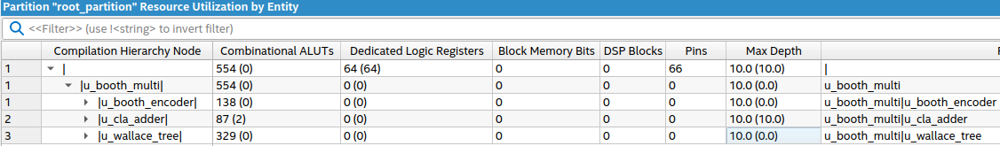 Partition "root_partition" Resource Utilization by Entity
<<Filter>> (use !<string> to invert filter)
Compilation Hierarchy Node Combinational ALUTs Dedicated Logic Registers Block Memory Bits DSP Blocks Pins Max Depth
1 | 554 (0) 64 (64) 0 0 66 10.0 (10.0) |
1 |u_booth_multi| 554 (0) 0 (0) 0 0 0 10.0 (0.0) u_booth_multi
1 |u_booth_encoder| 138 (0) 0 (0) 0 0 0 10.0 (0.0) u_booth_multi|u_booth_encoder
2 |u_cla_adder| 87 (2) 0 (0) 0 0 0 10.0 (10.0) u_booth_multi|u_cla_adder
3 |u_wallace_tree| 329 (0) 0 (0) 0 0 0 10.0 (0.0) u_booth_multi|u_wallace_tree